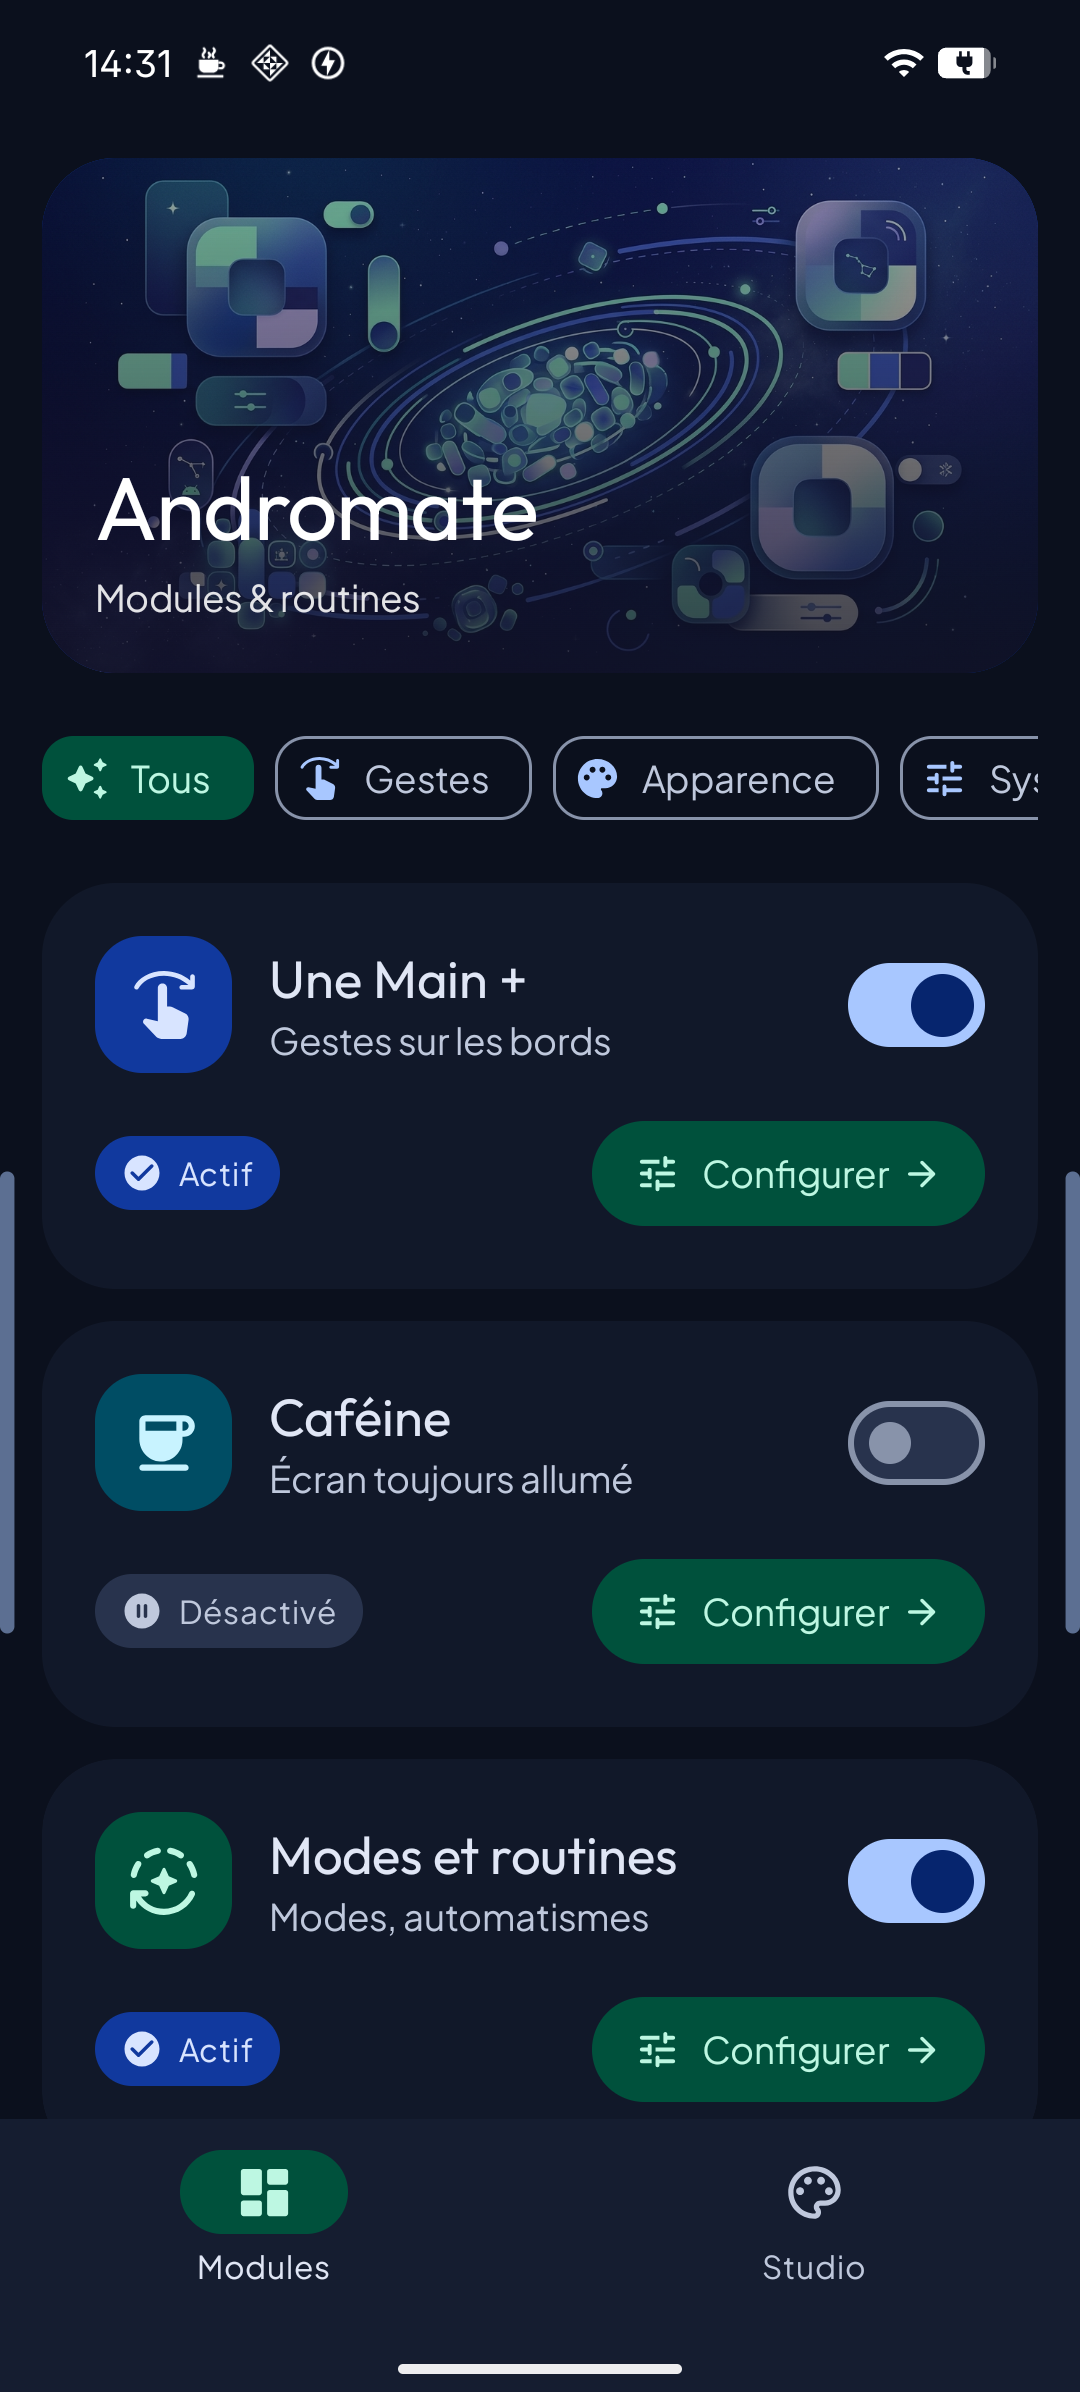 14:31
Andromate
Modules & routines
Tous
Gestes
Apparence
Sys
Une Main +
Gestes sur les bords
Actif
Configurer
Caféine
Écran toujours allumé
Désactivé
Configurer
Modes et routines
Modes, automatismes
Actif
Configurer
Modules
Studio